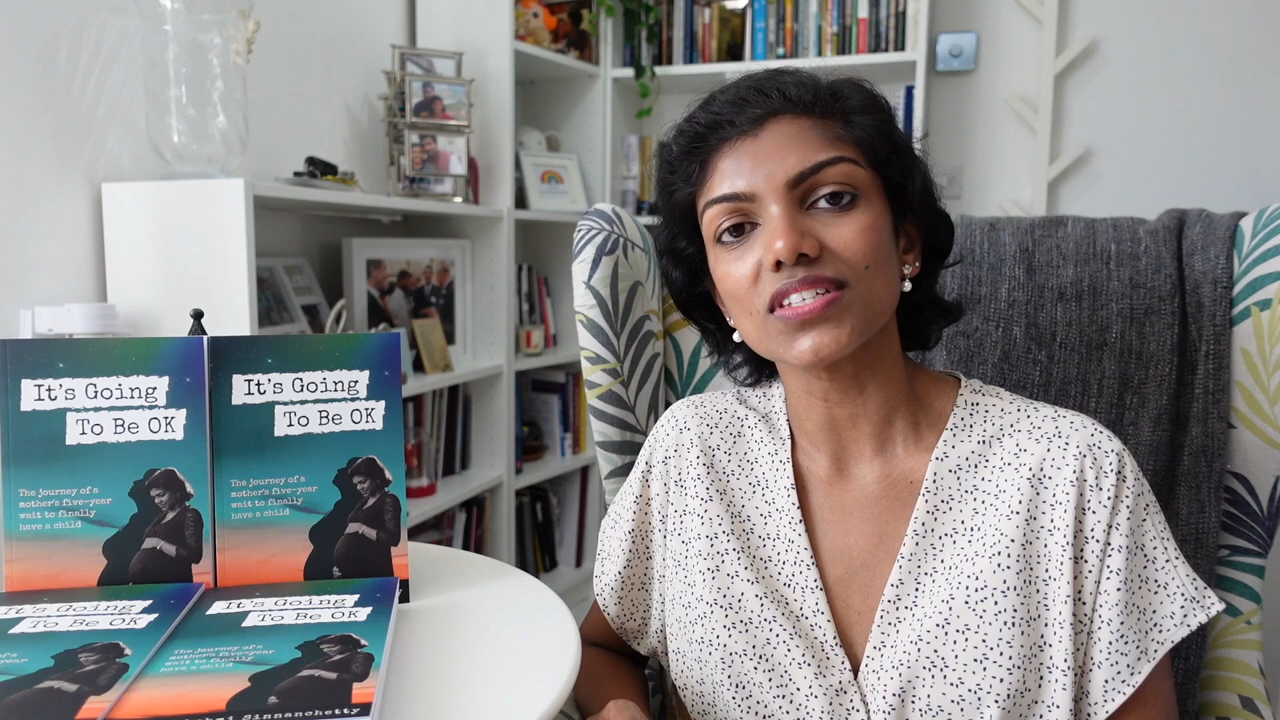 It's Going
To Be OK
The journey of a
mother's five-year
wait to finally
have a child
It's Going
To Be OK
The journey of a
mother's five-year
wait to finally
have a child
It's Going
To Be OK
It's Going
To Be OK
The journey of a
mother's five-year
wait to finally
have a child
Sinnanchetty